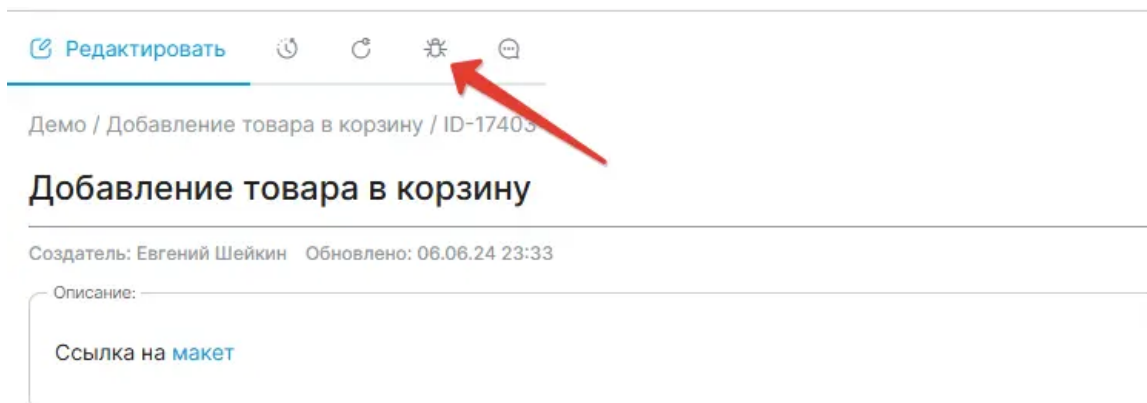 Редактировать
Демо / Добавление товара в корзину / ID-17403
Добавление товара в корзину
Создатель: Евгений Шейкин Обновлено: 06.06.24 23:33
Описание:
Ссылка на макет